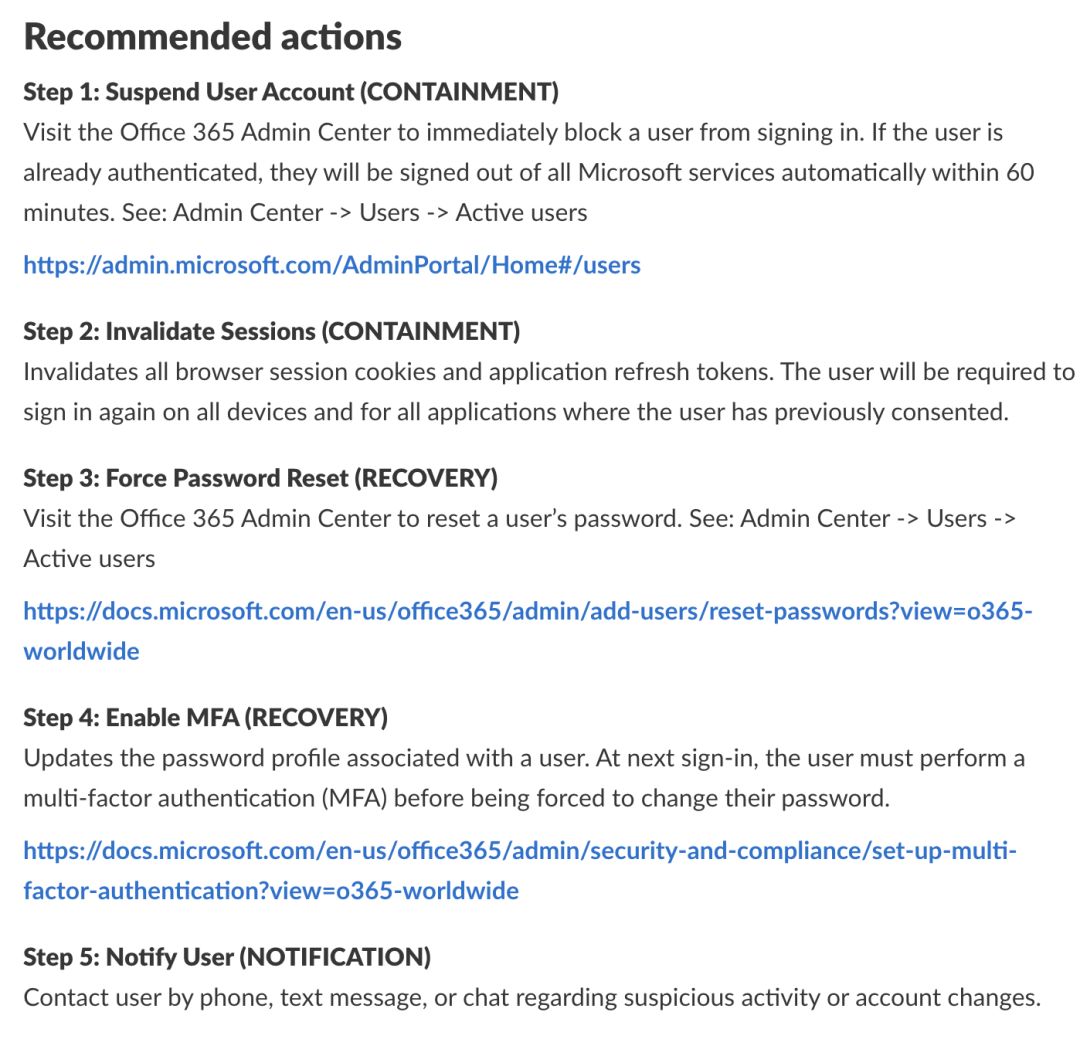 Recommended actions
Step 1: Suspend User Account (CONTAINMENT)
Visit the Office 365 Admin Center to immediately block a user from signing in. If the user is
already authenticated, they will be signed out of all Microsoft services automatically within 60
minutes. See: Admin Center -> Users -> Active users
https://admin.microsoft.com/AdminPortal/Home#/users
Step 2: Invalidate Sessions (CONTAINMENT)
Invalidates all browser session cookies and application refresh tokens. The user will be required to
sign in again on all devices and for all applications where the user has previously consented.
Step 3: Force Password Reset (RECOVERY)
Visit the Office 365 Admin Center to reset a user’s password. See: Admin Center -> Users ->
Active users
https://docs.microsoft.com/en-us/office365/admin/add-users/reset-passwords?view=o365-
worldwide
Step 4: Enable MFA (RECOVERY)
Updates the password profile associated with a user. At next sign-in, the user must perform a
multi-factor authentication (MFA) before being forced to change their password.
https://docs.microsoft.com/en-us/office365/admin/security-and-compliance/set-up-multi-
factor-authentication?view=o365-worldwide
Step 5: Notify User (NOTIFICATION)
Contact user by phone, text message, or chat regarding suspicious activity or account changes.